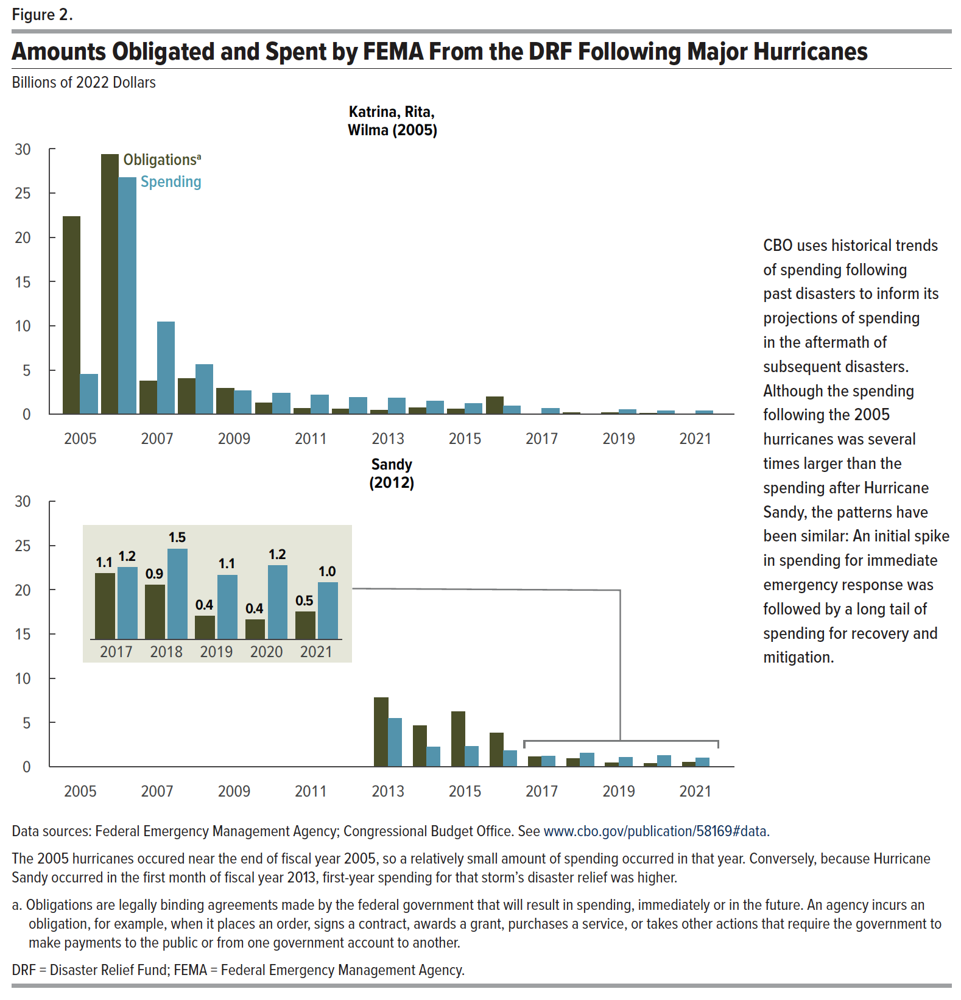 Figure 2.
Amounts Obligated and Spent by FEMA From the DRF Following Major Hurricanes
Billions of 2022 Dollars
Katrina, Rita,
Wilma (2005)
30
25
20
15
10
5
0
Obligationsa
Spending
2005 2007 2009 2011 2013 2015 2017 2019 2021
Sandy
(2012)
30
25
20
15
10
5
0
1.1 1.2 0.9 1.5 0.4 1.1 0.4 1.2 0.5 1.0
2017 2018 2019 2020 2021
2005 2007 2009 2011 2013 2015 2017 2019 2021
CBO uses historical trends
of spending following
past disasters to inform its
projections of spending
in the aftermath of
subsequent disasters.
Although the spending
following the 2005
hurricanes was several
times larger than the
spending after Hurricane
Sandy, the patterns have
been similar: An initial spike
in spending for immediate
emergency response was
followed by a long tail of
spending for recovery and
mitigation.
Data sources: Federal Emergency Management Agency; Congressional Budget Office. See www.cbo.gov/publication/58169#data.
The 2005 hurricanes occured near the end of fiscal year 2005, so a relatively small amount of spending occurred in that year. Conversely, because Hurricane
Sandy occurred in the first month of fiscal year 2013, first-year spending for that storm's disaster relief was higher.
a. Obligations are legally binding agreements made by the federal government that will result in spending, immediately or in the future. An agency incurs an
obligation, for example, when it places an order, signs a contract, awards a grant, purchases a service, or takes other actions that require the government to
make payments to the public or from one government account to another.
DRF = Disaster Relief Fund; FEMA = Federal Emergency Management Agency.